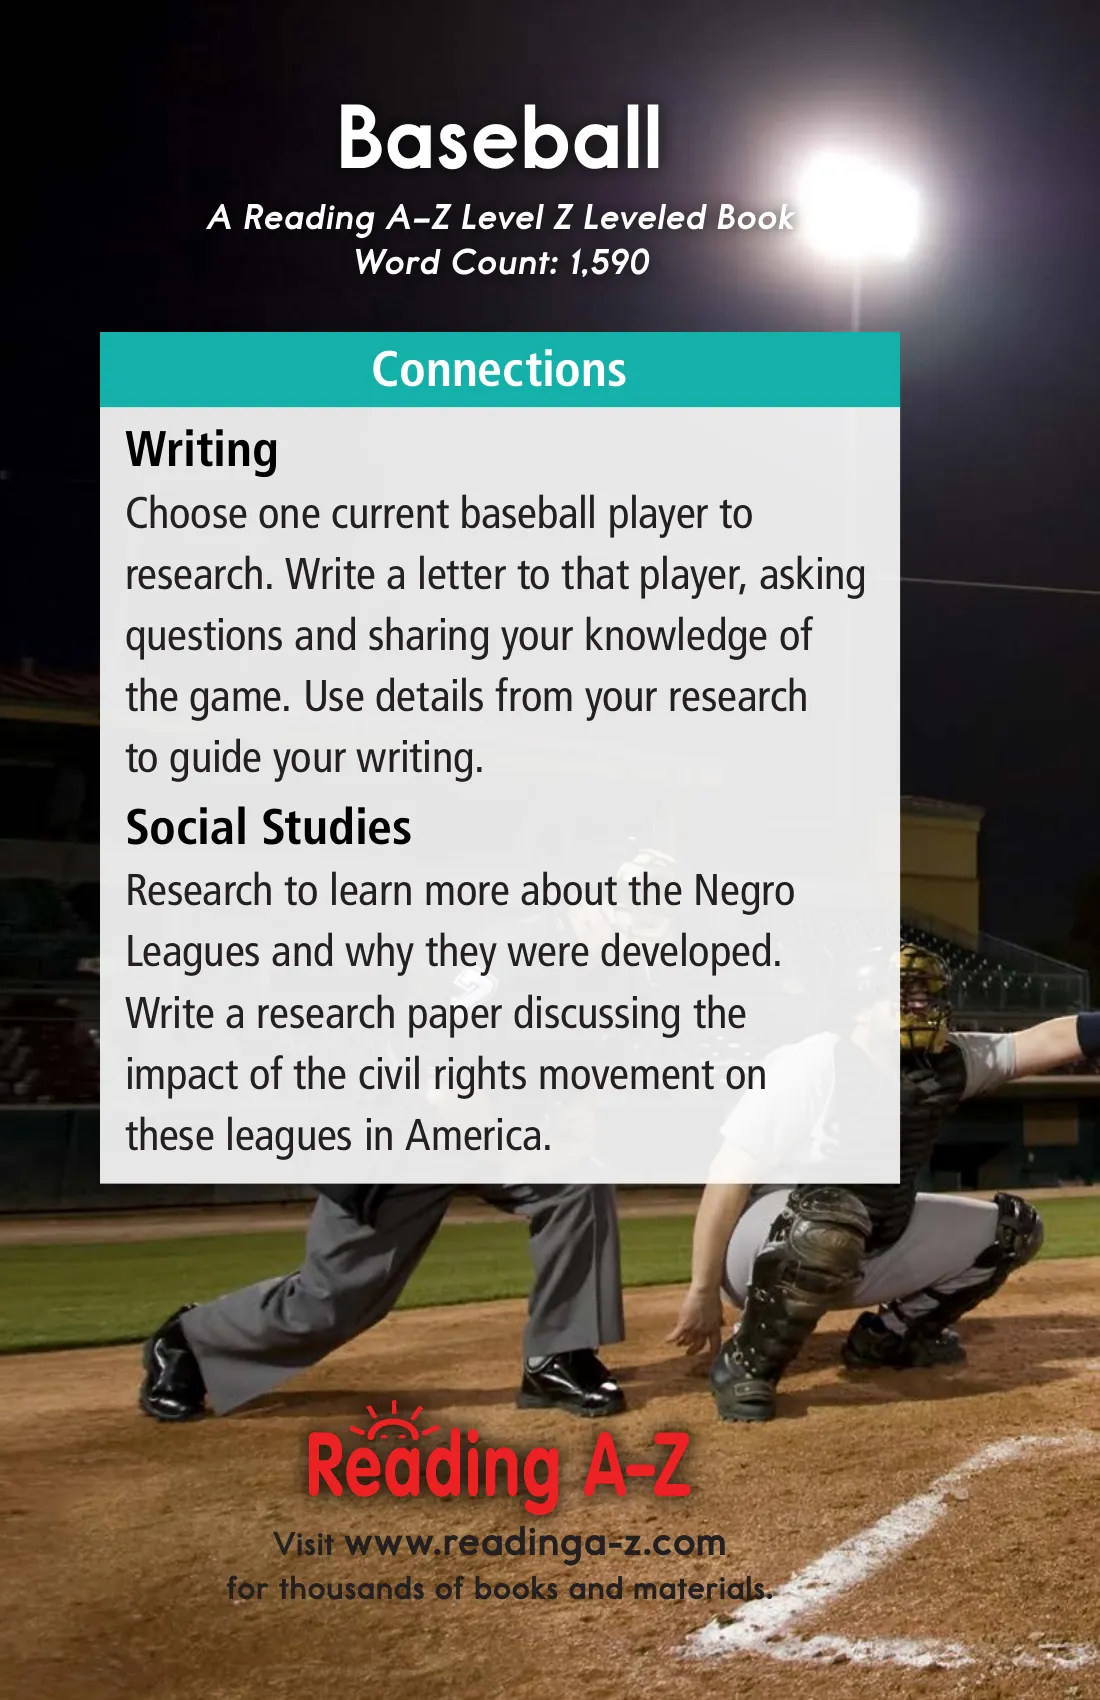 Baseball
A Reading A–Z Level Z Leveled Book
Word Count: 1,590
Connections
Writing
Choose one current baseball player to
research. Write a letter to that player, asking
questions and sharing your knowledge of
the game. Use details from your research
to guide your writing.
Social Studies
Research to learn more about the Negro
Leagues and why they were developed.
Write a research paper discussing the
impact of the civil rights movement on
these leagues in America.
Reading A–Z
Visit www.readinga-z.com
for thousands of books and materials.